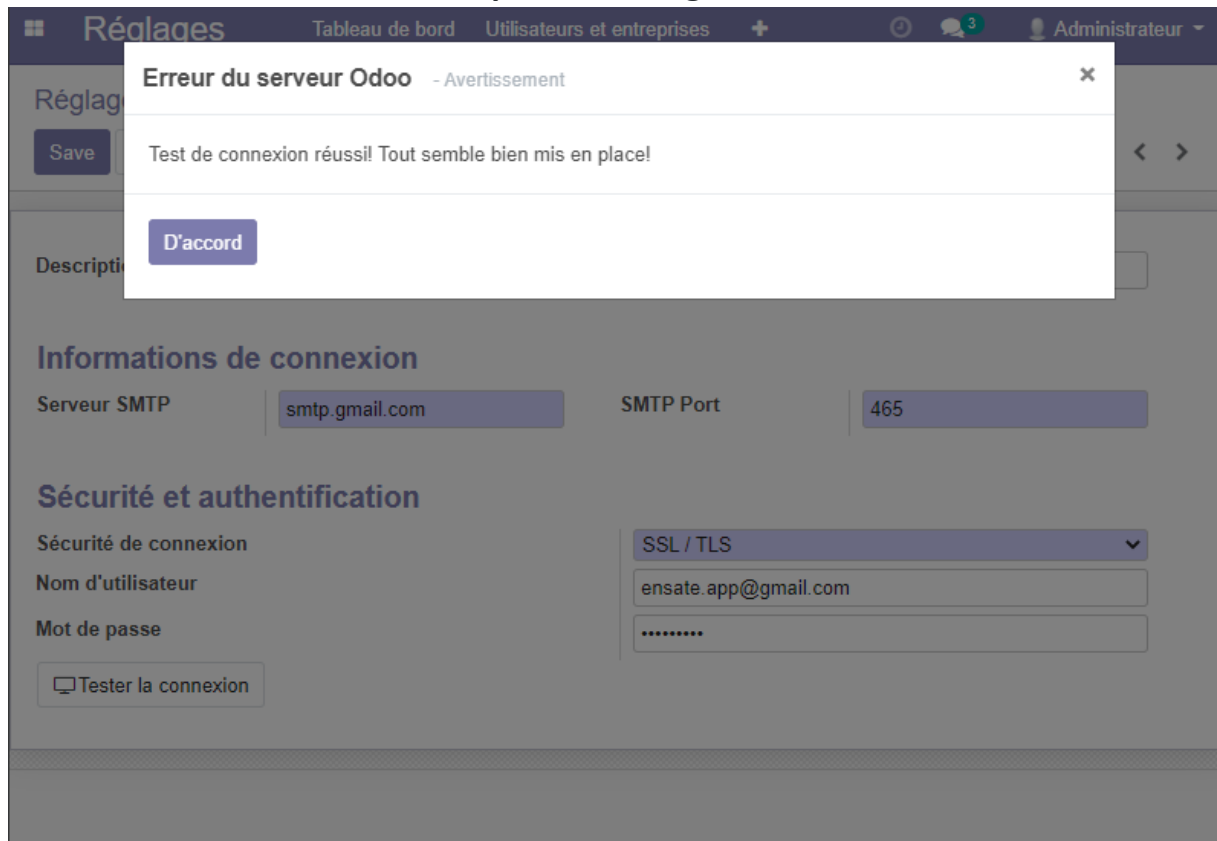 Réglages Tableau de bord Utilisateurs et entreprises + 3 Administrateur
Erreur du serveur Odoo - Avertissement ×
Réglag
Save
Test de connexion réussi! Tout semble bien mis en place!
D'accord
Descripti
Informations de connexion
Serveur SMTP smtp.gmail.com SMTP Port 465
Sécurité et authentification
Sécurité de connexion SSL / TLS
Nom d'utilisateur ensate.app@gmail.com
Mot de passe •••••••••
Tester la connexion